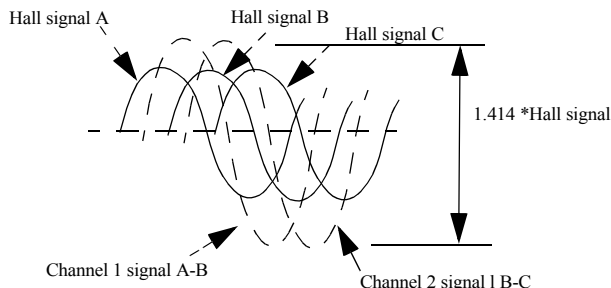 Hall signal A
Hall signal B
Hall signal C
1.414 *Hall signal
Channel 1 signal A-B
Channel 2 signal l B-C